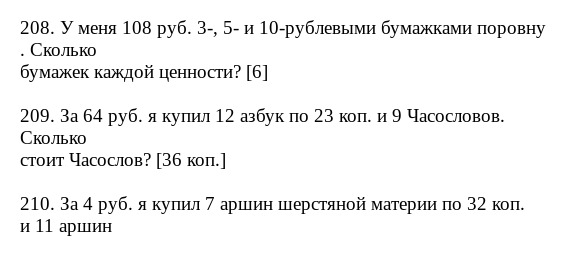 208. У меня 108 руб. 3-, 5- и 10-рублевыми бумажками поровну
. Сколько
бумажек каждой ценности? [6]
209. За 64 руб. я купил 12 азбук по 23 коп. и 9 Часословов.
Сколько
стоит Часослов? [36 коп.]
210. За 4 руб. я купил 7 аршин шерстяной материи по 32 коп.
и 11 аршин